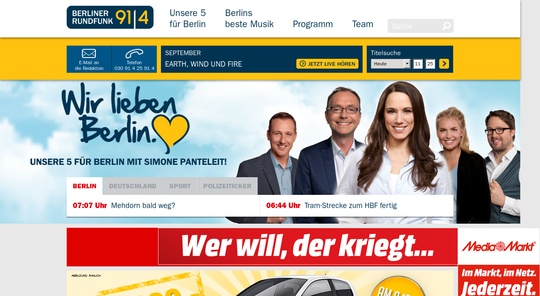 BERLINER
RUNDFUNK 91|4
Unsere 5
für Berlin
Berlins
beste Musik
Programm
Team
Suche
E-Mail an
die Redaktion
Telefon
030 91 4 25 91 4
SEPTEMBER
EARTH, WIND UND FIRE
JETZT LIVE HÖREN
Titelsuche
Heute
11
25
Wir lieben
Berlin.
UNSERE 5 FÜR BERLIN MIT SIMONE PANTELEIT!
BERLIN
DEUTSCHLAND
SPORT
POLIZEITICKER
07:07 Uhr Mehdorn bald weg?
06:44 Uhr Tram-Strecke zum HBF fertig
Wer will, der kriegt...
Media Markt
Im Markt, im Netz.
Jederzeit.
ABBILDUNG ÄHNLICH